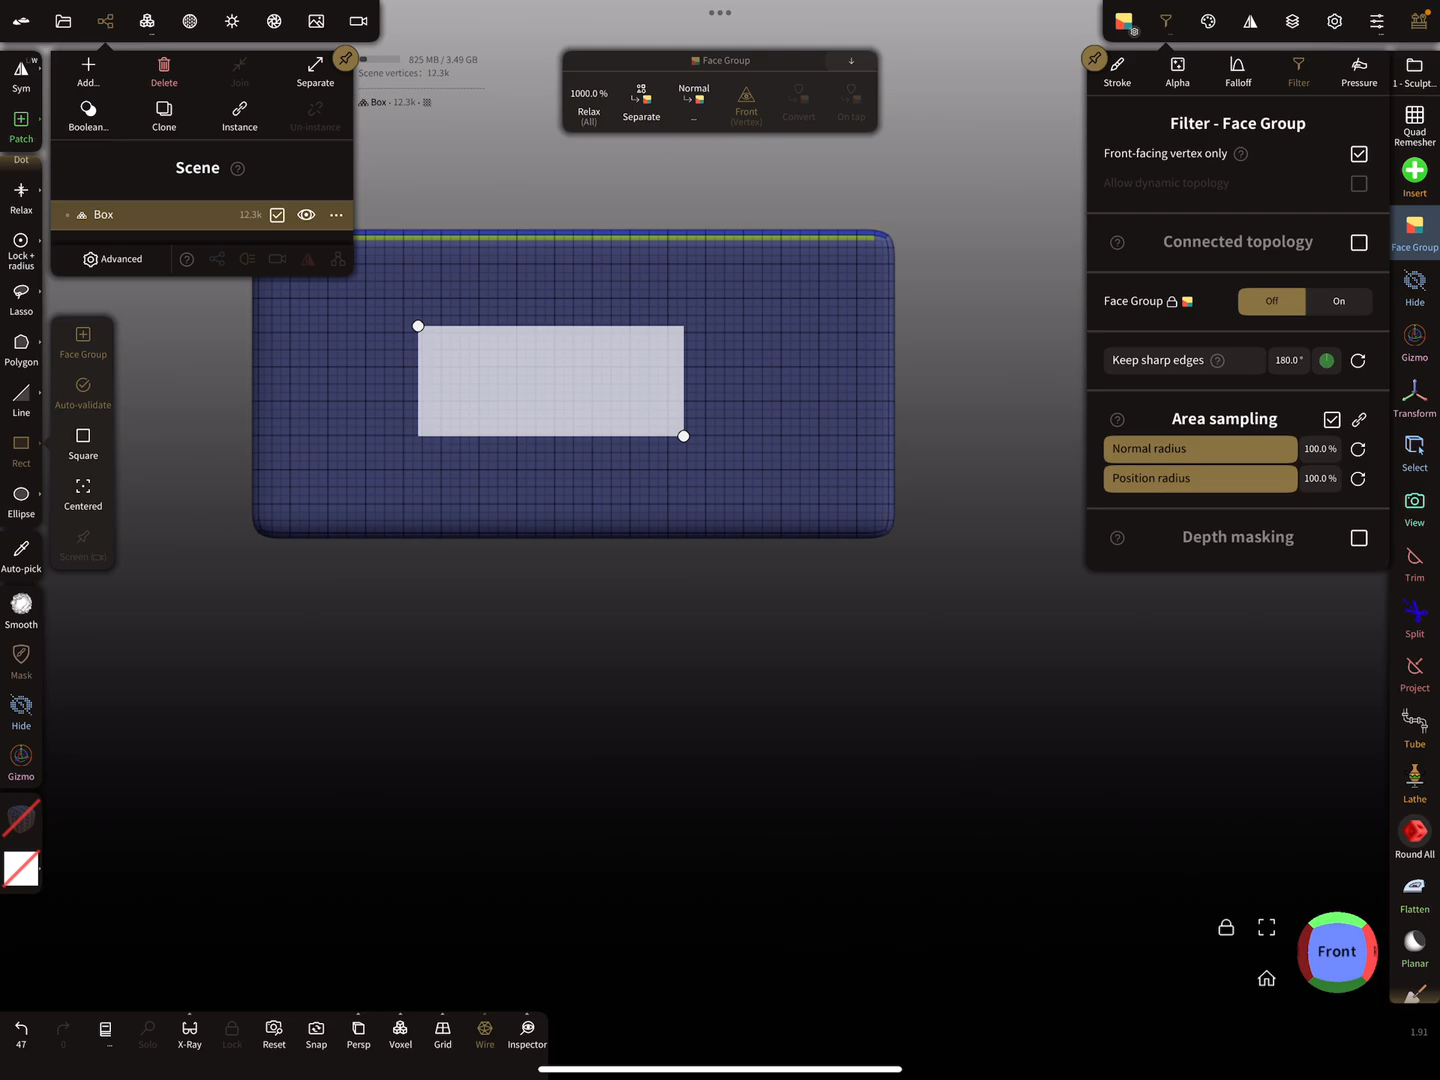 W
Sym
Patch
Dot
Relax
Lock +
radius
Lasso
Polygon
Line
Rect
Ellipse
Auto-pick
Smooth
Mask
Hide
Gizmo
Add...
Delete
Join
Separate
Boolean...
Clone
Instance
Un-instance
Scene
Box
12.3k
...
Advanced
Face Group
Auto-validate
Square
Centered
Screen
825 MB / 3.49 GB
Scene vertices: 12.3k
Box • 12.3k •
Face Group
1000.0 %
Relax
(All)
Separate
Normal
...
Front
(Vertex)
Convert
On tap
Stroke
Alpha
Falloff
Filter
Pressure
Filter - Face Group
Front-facing vertex only
Allow dynamic topology
Connected topology
Face Group
Off
On
Keep sharp edges
180.0 °
Area sampling
Normal radius
100.0 %
Position radius
100.0 %
Depth masking
1 - Sculpt...
Quad
Remesher
Insert
Face Group
Hide
Gizmo
Transform
Select
View
Trim
Split
Project
Tube
Lathe
Round All
Flatten
Planar
Front
1.91
47
0
...
Solo
X-Ray
Lock
Reset
Snap
Persp
Voxel
Grid
Wire
Inspector